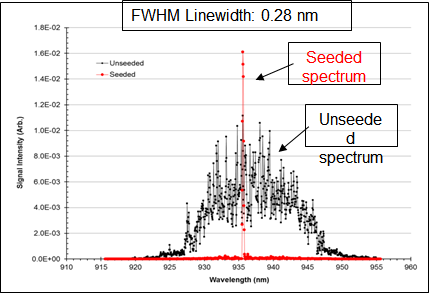 FWHM Linewidth: 0.28 nm
1.8E-02
1.6E-02
1.4E-02
1.2E-02
1.0E-02
8.0E-03
6.0E-03
4.0E-03
2.0E-03
0.0E+00
Signal Intensity (Arb.)
Unseeded
Seeded
Seeded
spectrum
Unseede
d
spectrum
910 915 920 925 930 935 940 945 950 955 960
Wavelength (nm)